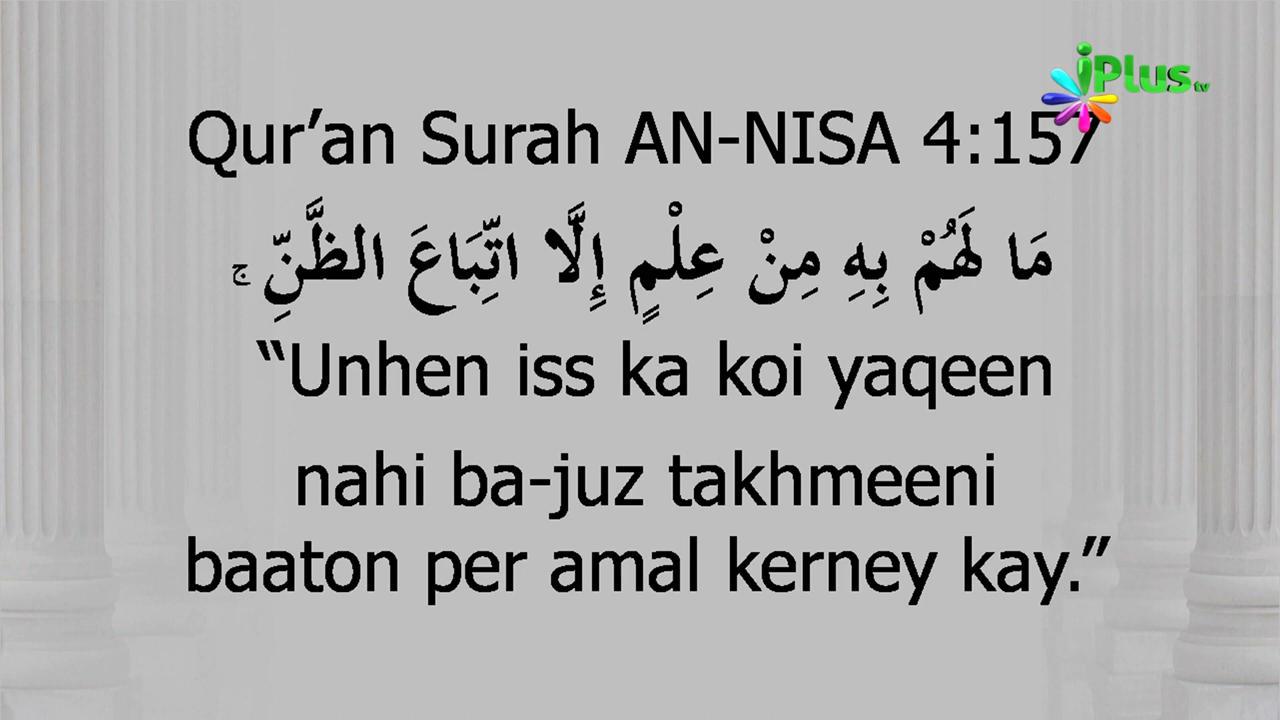 iPlus tv
Qur’an Surah AN-NISA 4:157
مَا لَهُمْ بِهِ مِنْ عِلْمٍ إِلَّا اتِّبَاعَ الظَّنِّ ۚ
“Unhen iss ka koi yaqeen
nahi ba-juz takhmeeni
baaton per amal kerney kay.”